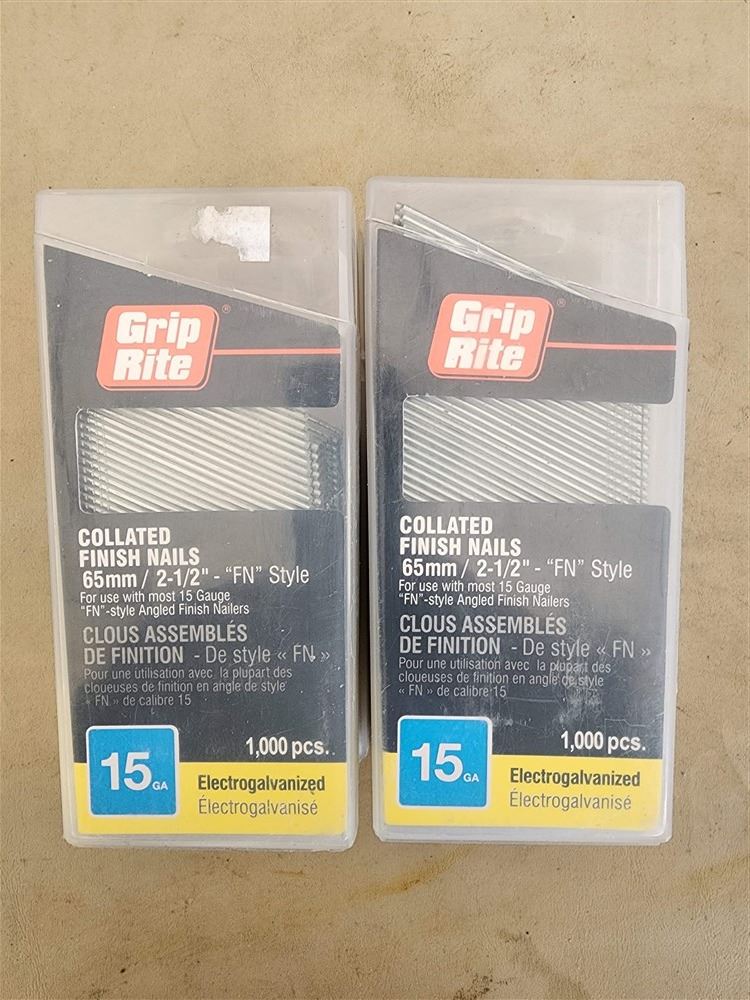 Grip
Rite®
COLLATED
FINISH NAILS
65mm / 2-1/2" - "FN" Style
For use with most 15 Gauge
"FN"-style Angled Finish Nailers
CLOUS ASSEMBLÉS
DE FINITION - De style « FN »
Pour une utilisation avec la plupart des
cloueuses de finition en angle de style
« FN » de calibre 15
15 GA
1,000 pcs.
Electrogalvanized
Électrogalvanisé
Grip
Rite®
COLLATED
FINISH NAILS
65mm / 2-1/2" - "FN" Style
For use with most 15 Gauge
"FN"-style Angled Finish Nailers
CLOUS ASSEMBLÉS
DE FINITION - De style « FN »
Pour une utilisation avec la plupart des
cloueuses de finition en angle de style
« FN » de calibre 15
15 GA
1,000 pcs.
Electrogalvanized
Électrogalvanisé